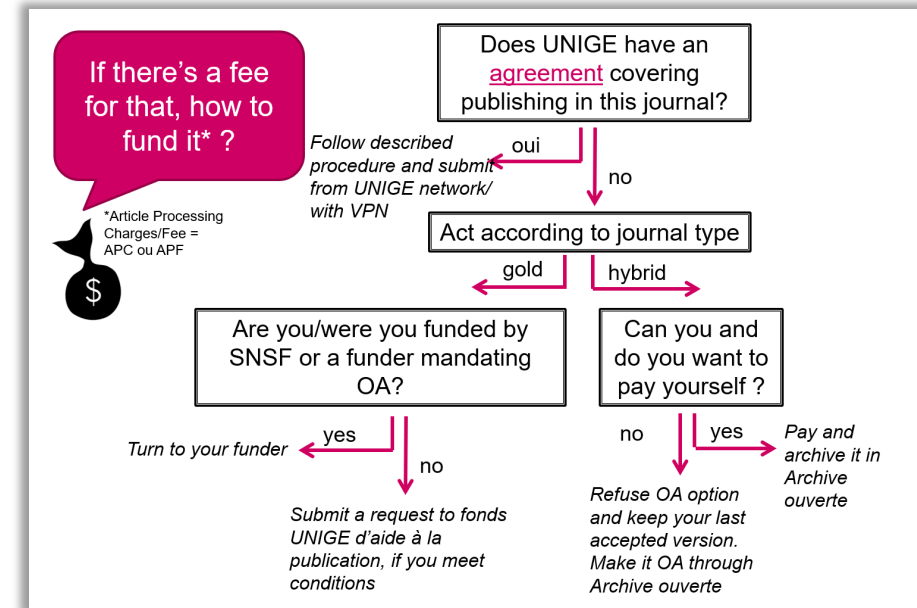 If there's a fee
for that, how to
fund it* ?
*Article Processing
Charges/Fee =
APC ou APF
$
Does UNIGE have an
agreement covering
publishing in this journal?
oui
Follow described
procedure and submit
from UNIGE network/
with VPN
no
Act according to journal type
gold
hybrid
Are you/were you funded by
SNSF or a funder mandating
OA?
yes
Turn to your funder
no
Submit a request to fonds
UNIGE d'aide à la
publication, if you meet
conditions
Can you and
do you want to
pay yourself ?
no
Refuse OA option
and keep your last
accepted version.
Make it OA through
Archive ouverte
yes
Pay and
archive it in
Archive
ouverte